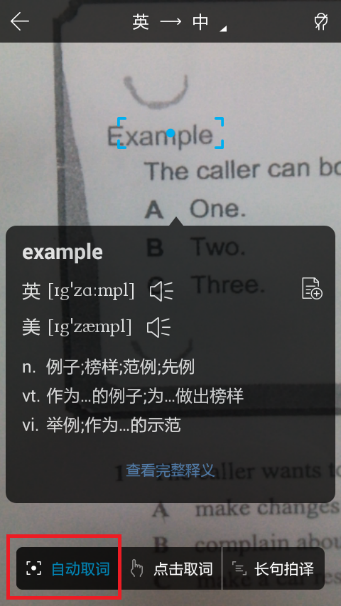 英 → 中
Example
The caller can bo
A One.
example
B Two.
英 [ɪg'zɑ:mpl]
Three.
美 [ɪg'zæmpl]
n. 例子;榜样;范例;先例
vt. 作为...的例子;为...做出榜样
vi. 举例;作为...的示范
查看完整释义
caller wants to
A make changes
B complain abou
自动取词
点击取词
长句拍译